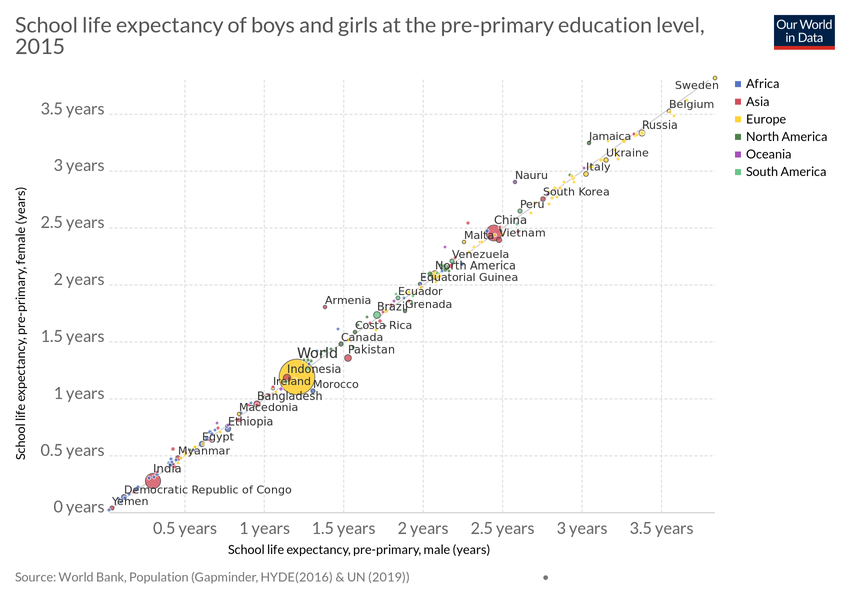 School life expectancy of boys and girls at the pre-primary education level,
2015
Our World
in Data
Africa
Asia
Europe
North America
Oceania
South America
School life expectancy, pre-primary, female (years)
3.5 years
3 years
2.5 years
2 years
1.5 years
1 years
0.5 years
0 years
Sweden
Belgium
Russia
Jamaica
Ukraine
Italy
Nauru
South Korea
Peru
China
Malta
Vietnam
Venezuela
North America
Equatorial Guinea
Ecuador
Armenia
Brazil
Grenada
Costa Rica
Canada
World
Pakistan
Indonesia
Ireland
Morocco
Bangladesh
Macedonia
Ethiopia
Egypt
Myanmar
India
Democratic Republic of Congo
Yemen
0.5 years
1 years
1.5 years
2 years
2.5 years
3 years
3.5 years
School life expectancy, pre-primary, male (years)
Source: World Bank, Population (Gapminder, HYDE(2016) & UN (2019))